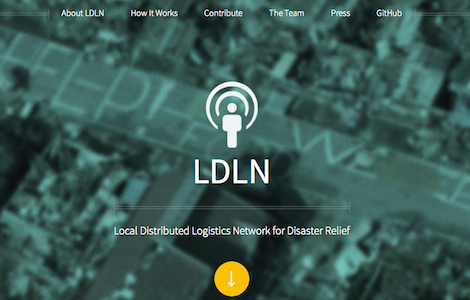 About LDLN How It Works Contribute The Team Press GitHub
LDLN
Local Distributed Logistics Network for Disaster Relief